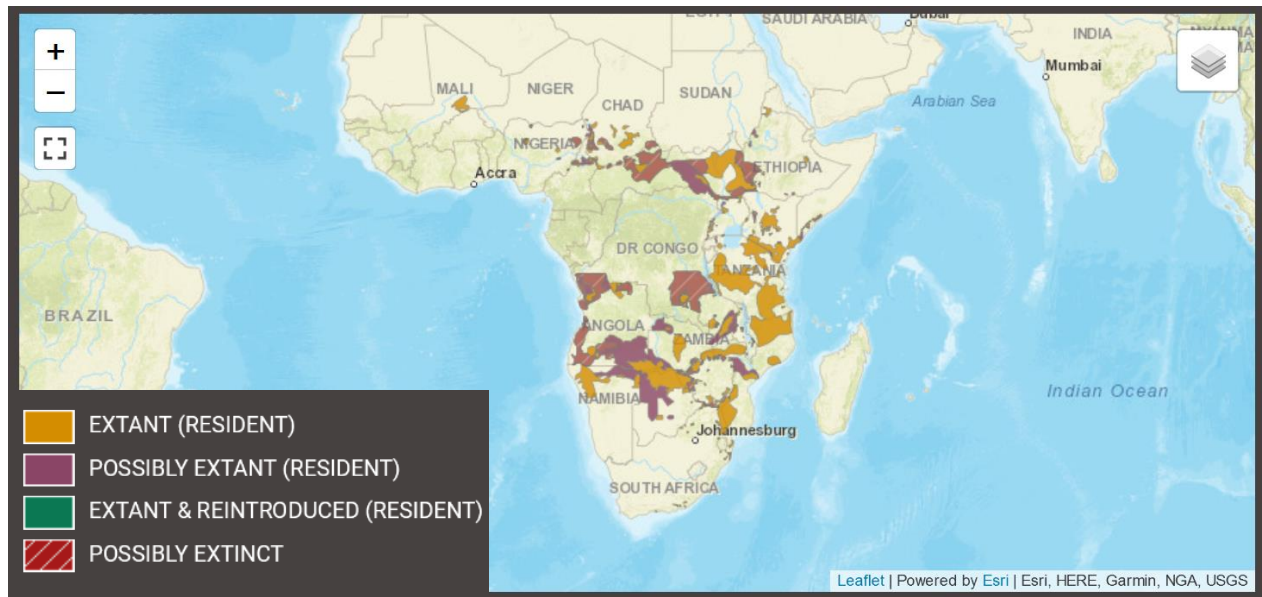 SAUDI ARABIA
Dubai
INDIA
Mumbai
Arabian Sea
MALI
NIGER
CHAD
SUDAN
NIGERIA
ETHIOPIA
Accra
DR CONGO
TANZANIA
BRAZIL
ANGOLA
ZAMBIA
Indian Ocean
NAMIBIA
Johannesburg
SOUTH AFRICA
+
−
EXTANT (RESIDENT)
POSSIBLY EXTANT (RESIDENT)
EXTANT & REINTRODUCED (RESIDENT)
POSSIBLY EXTINCT
Leaflet | Powered by Esri | Esri, HERE, Garmin, NGA, USGS